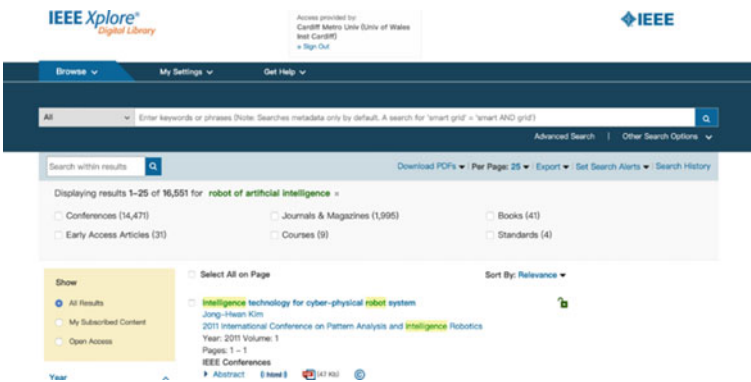 IEEE Xplore®
Digital Library
Access provided by:
Cardiff Metro Univ (Univ of Wales
Inst Cardiff)
» Sign Out
IEEE
Browse
My Settings
Get Help
All
Enter keywords or phrases (Note: Searches metadata only by default. A search for 'smart grid' = 'smart AND grid')
Advanced Search | Other Search Options
Search within results
Download PDFs | Per Page: 25 | Export | Set Search Alerts | Search History
Displaying results 1-25 of 16,551 for robot of artificial intelligence ×
Conferences (14,471)
Journals & Magazines (1,995)
Books (41)
Early Access Articles (31)
Courses (9)
Standards (4)
Show
All Results
My Subscribed Content
Open Access
Year
Select All on Page
Sort By: Relevance
Intelligence technology for cyber-physical robot system
Jong-Hwan Kim
2011 International Conference on Pattern Analysis and Intelligence Robotics
Year: 2011 Volume: 1
Pages: 1 - 1
IEEE Conferences
Abstract (html) (47 Kb) ©